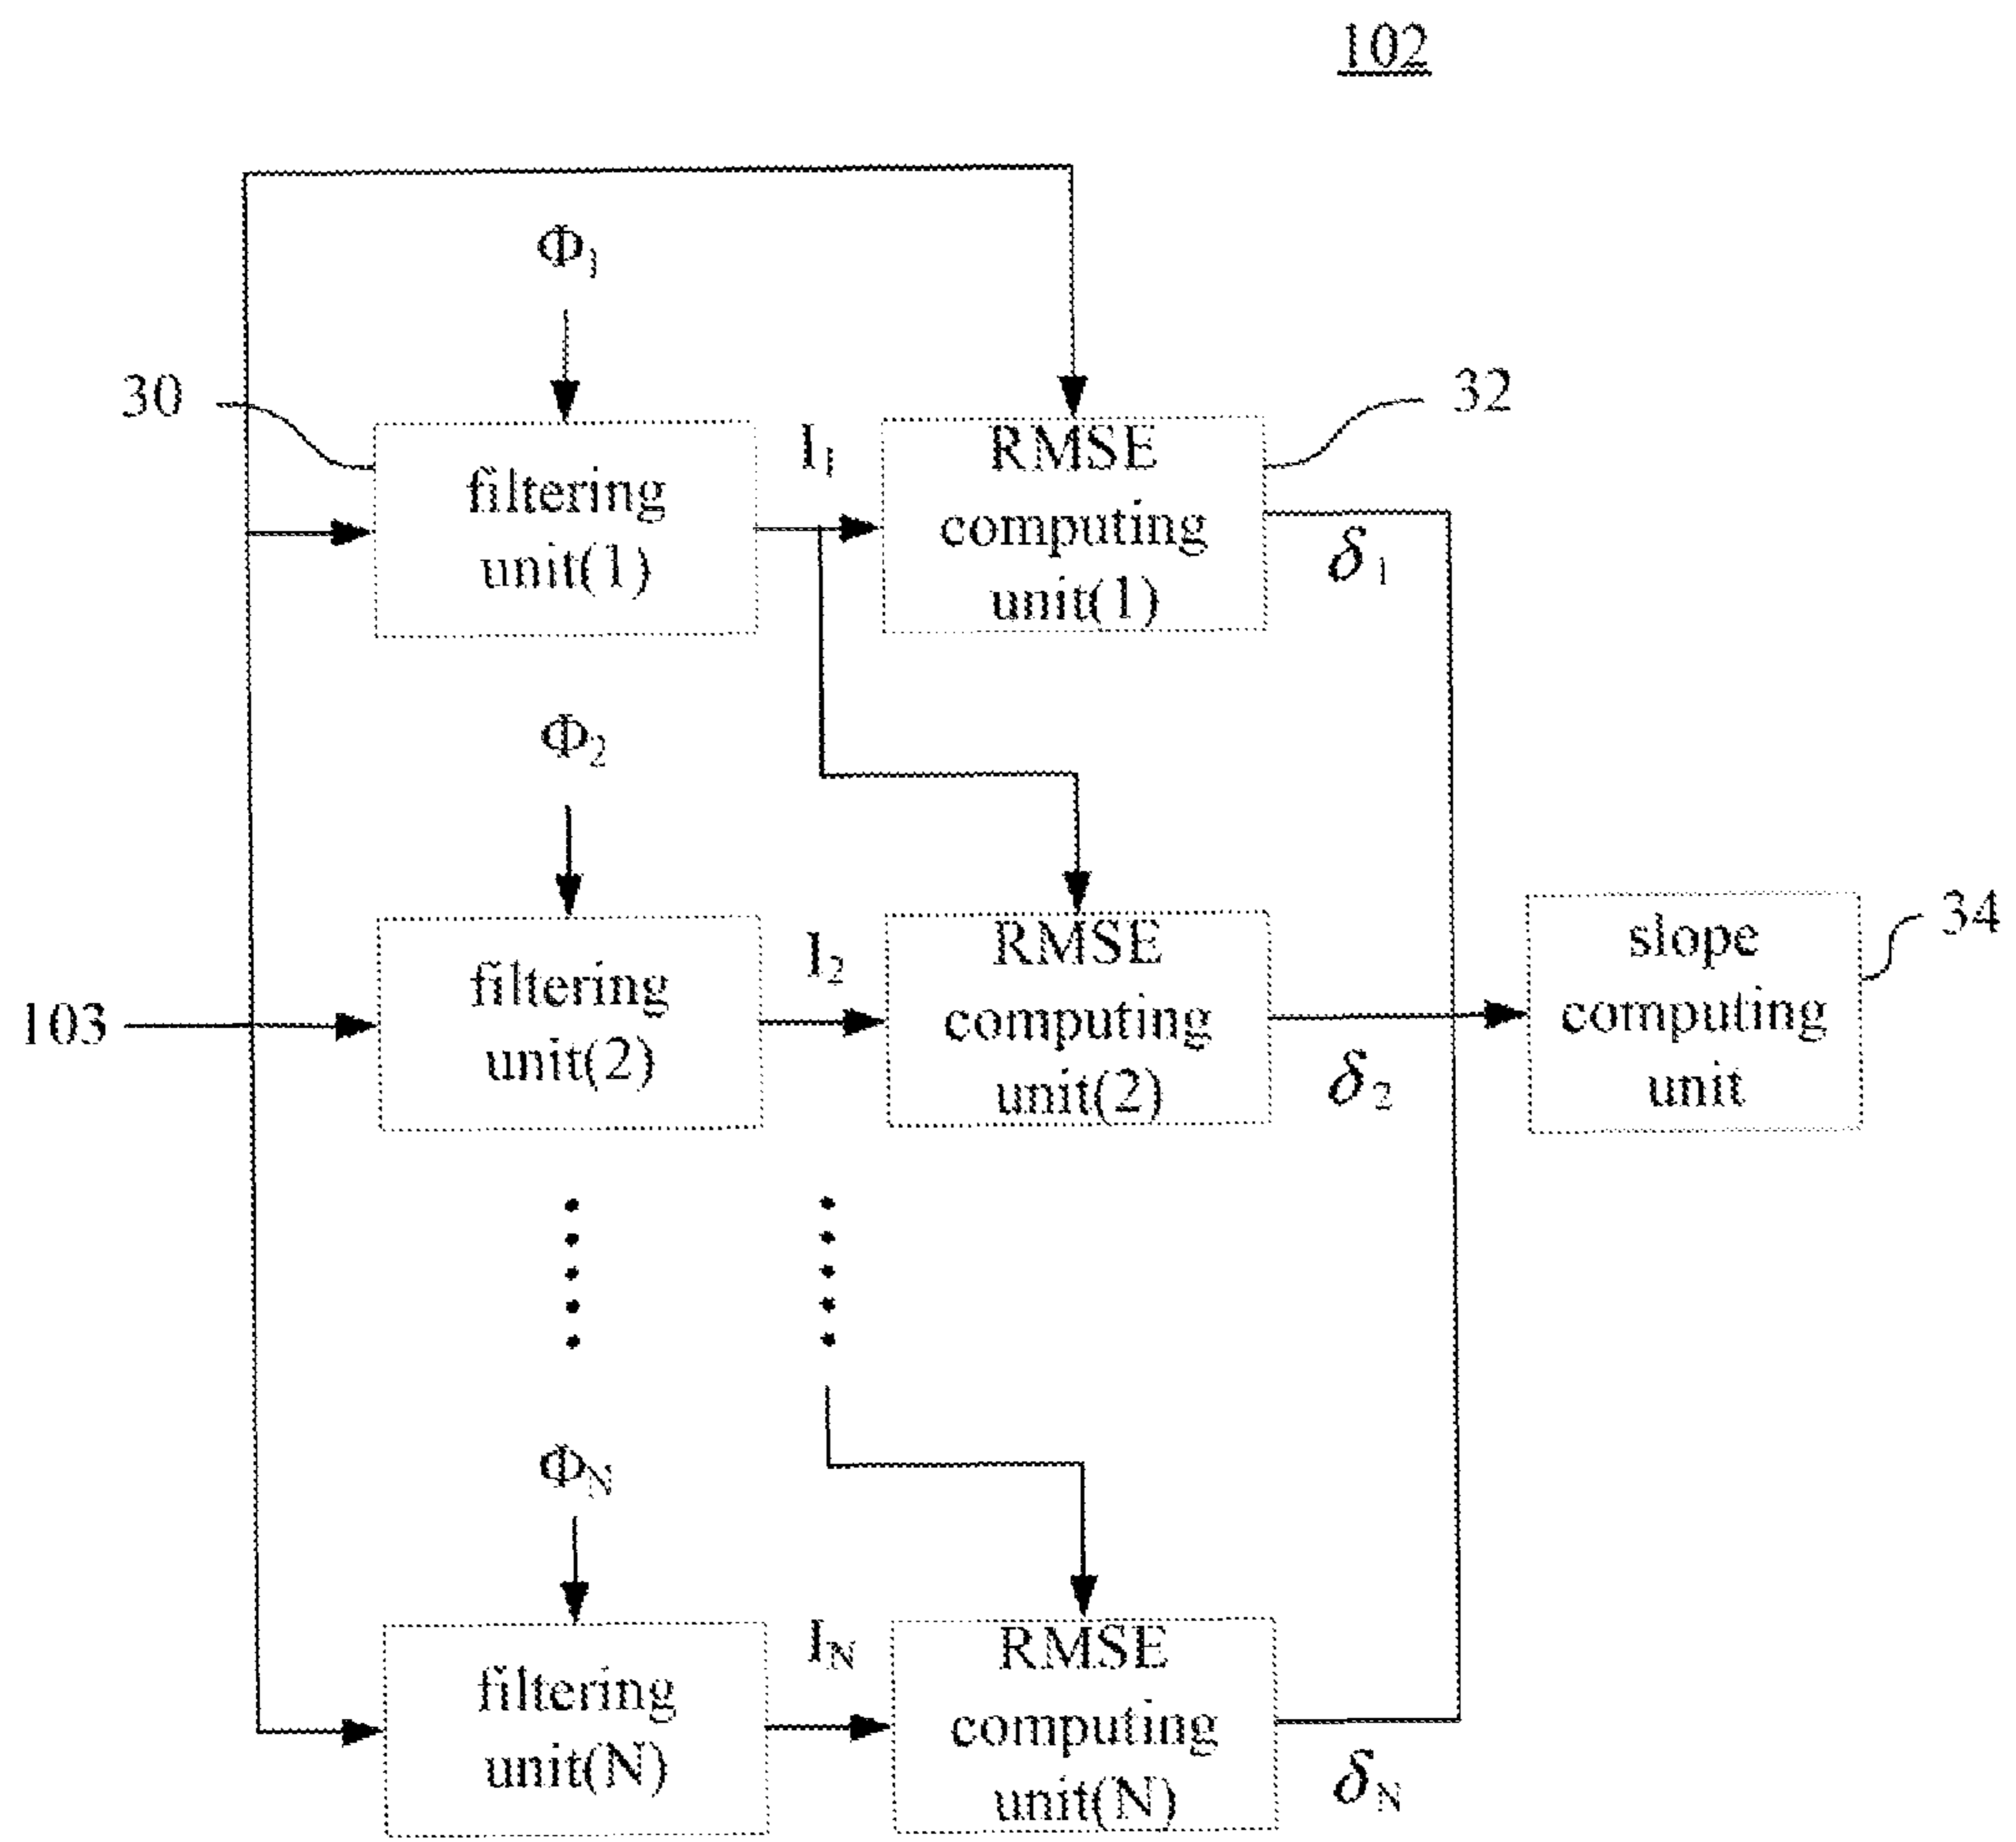 102
Φ1
30
32
I1
filtering
unit(1)
RMSE
computing
unit(1)
δ1
Φ2
I2
103
filtering
unit(2)
RMSE
computing
unit(2)
δ2
slope
computing
unit
34
ΦN
IN
filtering
unit(N)
RMSE
computing
unit(N)
δN